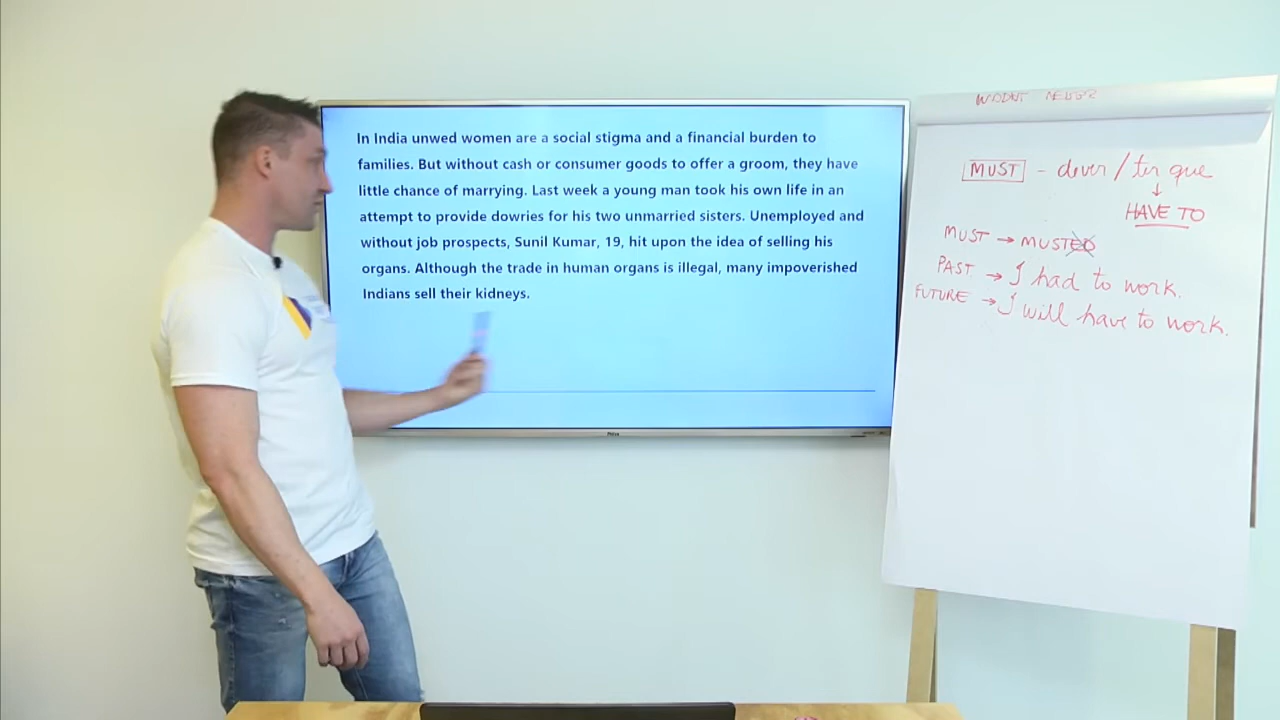 In India unwed women are a social stigma and a financial burden to
families. But without cash or consumer goods to offer a groom, they have
little chance of marrying. Last week a young man took his own life in an
attempt to provide dowries for his two unmarried sisters. Unemployed and
without job prospects, Sunil Kumar, 19, hit upon the idea of selling his
organs. Although the trade in human organs is illegal, many impoverished
Indians sell their kidneys.
MUST - dever / ter que
HAVE TO
MUST → MUSTED
PAST → I had to work.
FUTURE → I will have to work.